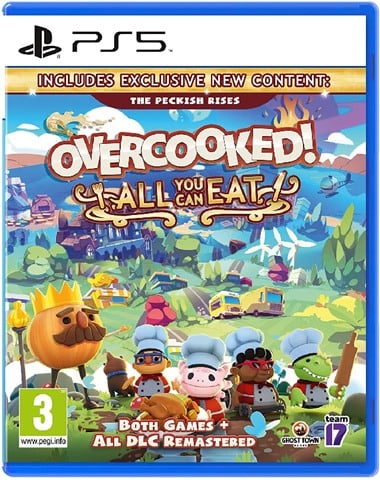 PS5
INCLUDES EXCLUSIVE NEW CONTENT:
THE PECKISH RISES
OVERCOOKED!
ALL YOU CAN EAT
BOTH GAMES +
ALL DLC REMASTERED
3
www.pegi.info
GHOST TOWN
GAMES
team
17